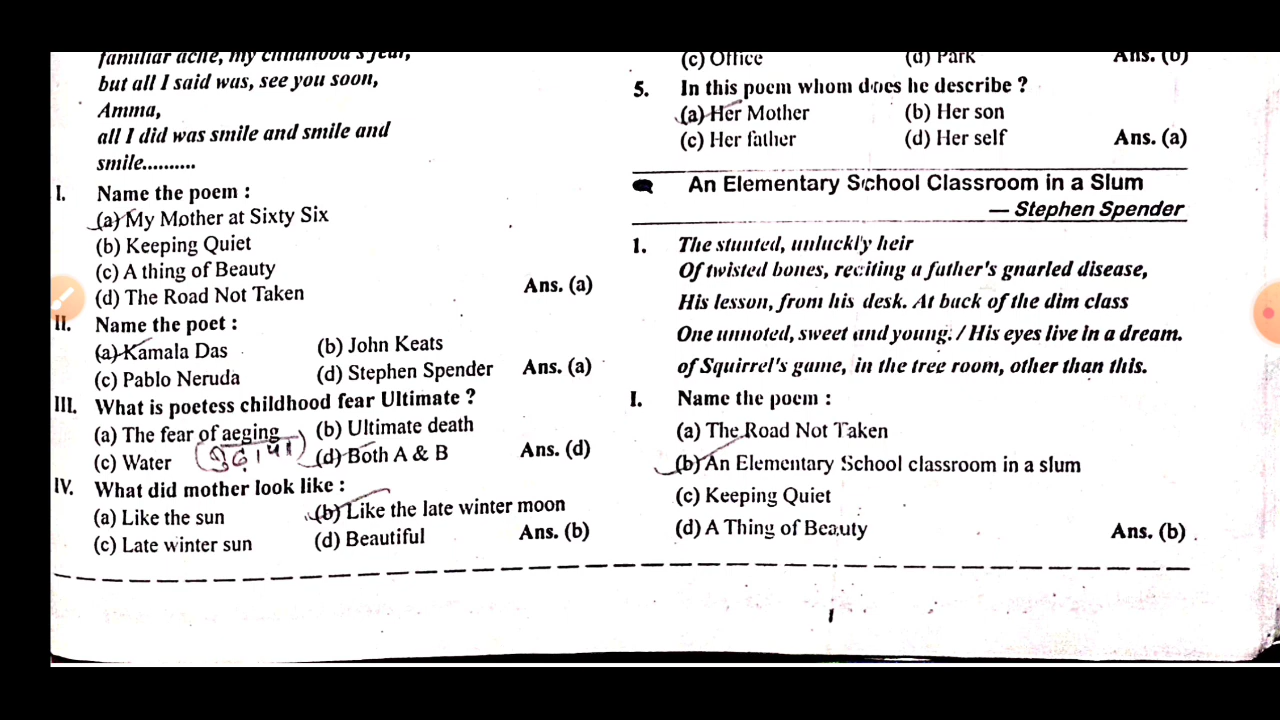 familiar ache, my childhood's fear,
but all I said was, see you soon,
Amma,
all I did was smile and smile and
smile..........
I. Name the poem :
(a) My Mother at Sixty Six
(b) Keeping Quiet
(c) A thing of Beauty
(d) The Road Not Taken Ans. (a)
II. Name the poet :
(a) Kamala Das (b) John Keats
(c) Pablo Neruda (d) Stephen Spender Ans. (a)
III. What is poetess childhood fear Ultimate ?
(a) The fear of aeging (b) Ultimate death
(c) Water (बुढ़ापा) (d) Both A & B Ans. (d)
IV. What did mother look like :
(a) Like the sun (b) Like the late winter moon
(c) Late winter sun (d) Beautiful Ans. (b)
(c) Office (d) Park Ans. (b)
5. In this poem whom does he describe ?
(a) Her Mother (b) Her son
(c) Her father (d) Her self Ans. (a)
An Elementary School Classroom in a Slum
— Stephen Spender
1. The stunted, unluckly heir
Of twisted bones, reciting a father's gnarled disease,
His lesson, from his desk. At back of the dim class
One unnoted, sweet and young. / His eyes live in a dream.
of Squirrel's game, in the tree room, other than this.
I. Name the poem :
(a) The Road Not Taken
(b) An Elementary School classroom in a slum
(c) Keeping Quiet
(d) A Thing of Beauty Ans. (b)
1